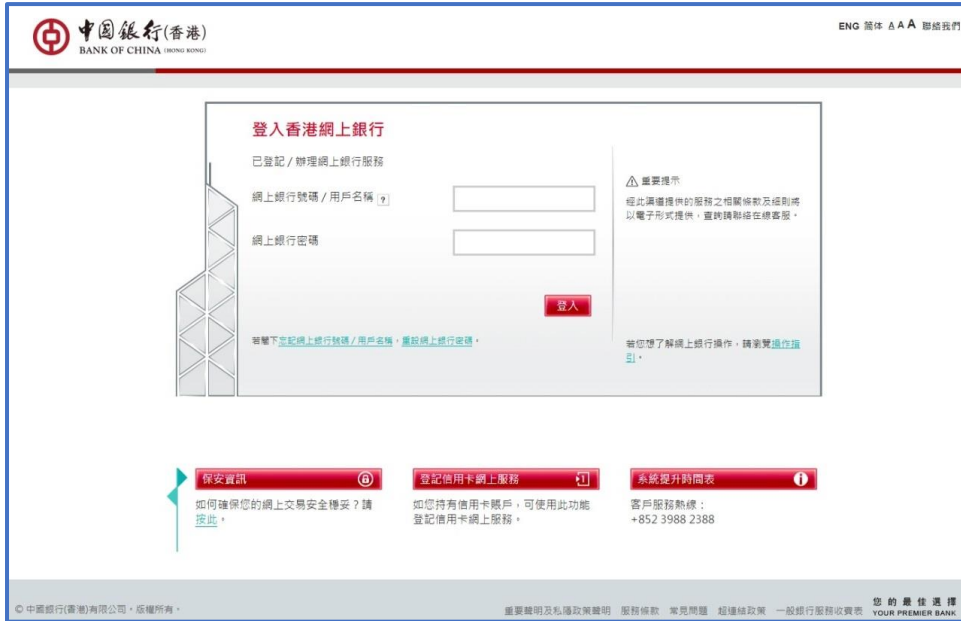 中國銀行(香港)
BANK OF CHINA (HONG KONG)
ENG 简体 A A A 聯絡我們
登入香港網上銀行
已登記 / 辦理網上銀行服務
網上銀行號碼 / 用戶名稱 ?
網上銀行密碼
登入
若閣下忘記網上銀行號碼 / 用戶名稱，重設網上銀行密碼。
重要提示
經此渠道提供的服務之相關條款及細則將
以電子形式提供，查詢請聯絡在線客服。
若您想了解網上銀行操作，請瀏覽操作指
引。
保安資訊
如何確保您的網上交易安全穩妥？請
按此。
登記信用卡網上服務
如您持有信用卡賬戶，可使用此功能
登記信用卡網上服務。
系統提升時間表
客戶服務熱線：
+852 3988 2388
© 中國銀行(香港)有限公司。版權所有。
重要聲明及私隱政策聲明 服務條款 常見問題 超連結政策 一般銀行服務收費表
您的最佳選擇
YOUR PREMIER BANK